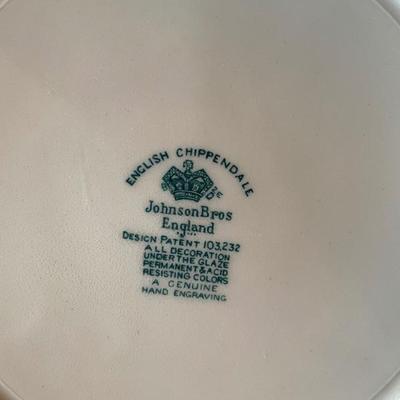 ENGLISH CHIPPENDALE
JohnsonBros
England
DESIGN PATENT 103,232
ALL DECORATION
UNDER THE GLAZE
PERMANENT & ACID
RESISTING COLORS
A GENUINE
HAND ENGRAVING